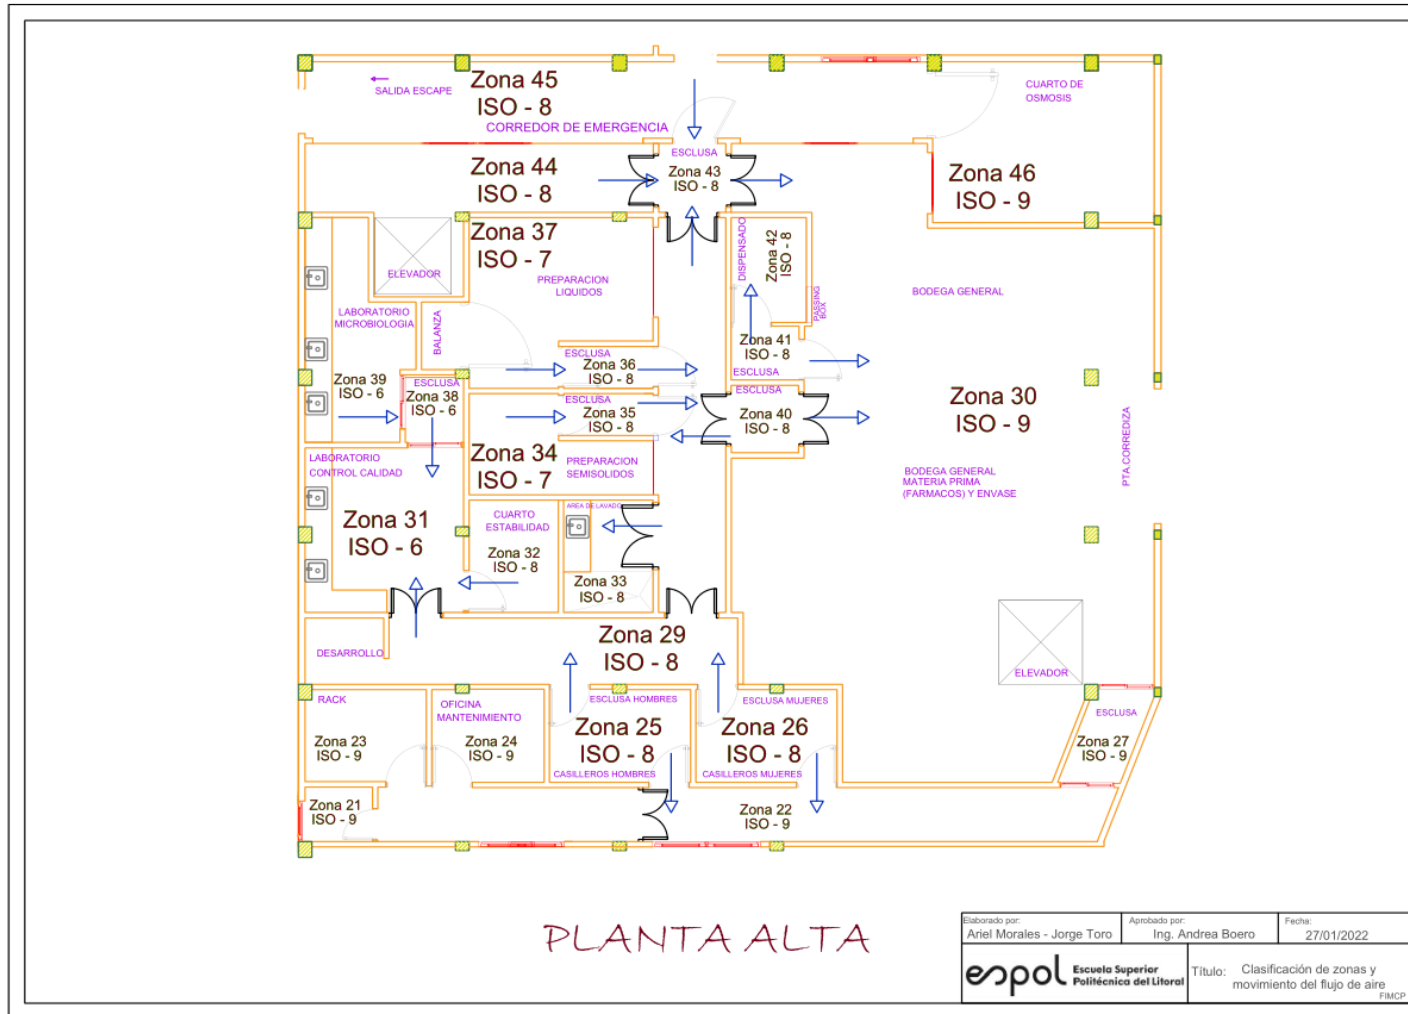 Zona 45
ISO - 8
SALIDA ESCAPE
CORREDOR DE EMERGENCIA
CUARTO DE
OSMOSIS
ESCLUSA
Zona 43
ISO - 8
Zona 44
ISO - 8
Zona 46
ISO - 9
Zona 37
ISO - 7
PREPARACION
LIQUIDOS
ELEVADOR
DISPENSADO
Zona 42
ISO - 8
PASSING
BOX
BODEGA GENERAL
LABORATORIO
MICROBIOLOGIA
BALANZA
Zona 41
ISO - 8
ESCLUSA
ESCLUSA
Zona 36
ISO - 8
Zona 39
ISO - 6
ESCLUSA
Zona 38
ISO - 6
ESCLUSA
Zona 35
ISO - 8
ESCLUSA
Zona 40
ISO - 8
Zona 30
ISO - 9
PTA.CORREDIZA
LABORATORIO
CONTROL CALIDAD
Zona 34
ISO - 7
PREPARACION
SEMISOLIDOS
BODEGA GENERAL
MATERIA PRIMA
(FARMACOS) Y ENVASE
Zona 31
ISO - 6
CUARTO
ESTABILIDAD
Zona 32
ISO - 8
AREA DE LAVADO
Zona 33
ISO - 8
DESARROLLO
Zona 29
ISO - 8
ELEVADOR
RACK
Zona 23
ISO - 9
OFICINA
MANTENIMIENTO
Zona 24
ISO - 9
ESCLUSA HOMBRES
Zona 25
ISO - 8
CASILLEROS HOMBRES
ESCLUSA MUJERES
Zona 26
ISO - 8
CASILLEROS MUJERES
ESCLUSA
Zona 27
ISO - 9
Zona 21
ISO - 9
Zona 22
ISO - 9
PLANTA ALTA
Elaborado por:
Ariel Morales - Jorge Toro
Aprobado por:
Ing. Andrea Boero
Fecha:
27/01/2022
espol
Escuela Superior
Politécnica del Litoral
Título: Clasificación de zonas y
movimiento del flujo de aire
FIMCP